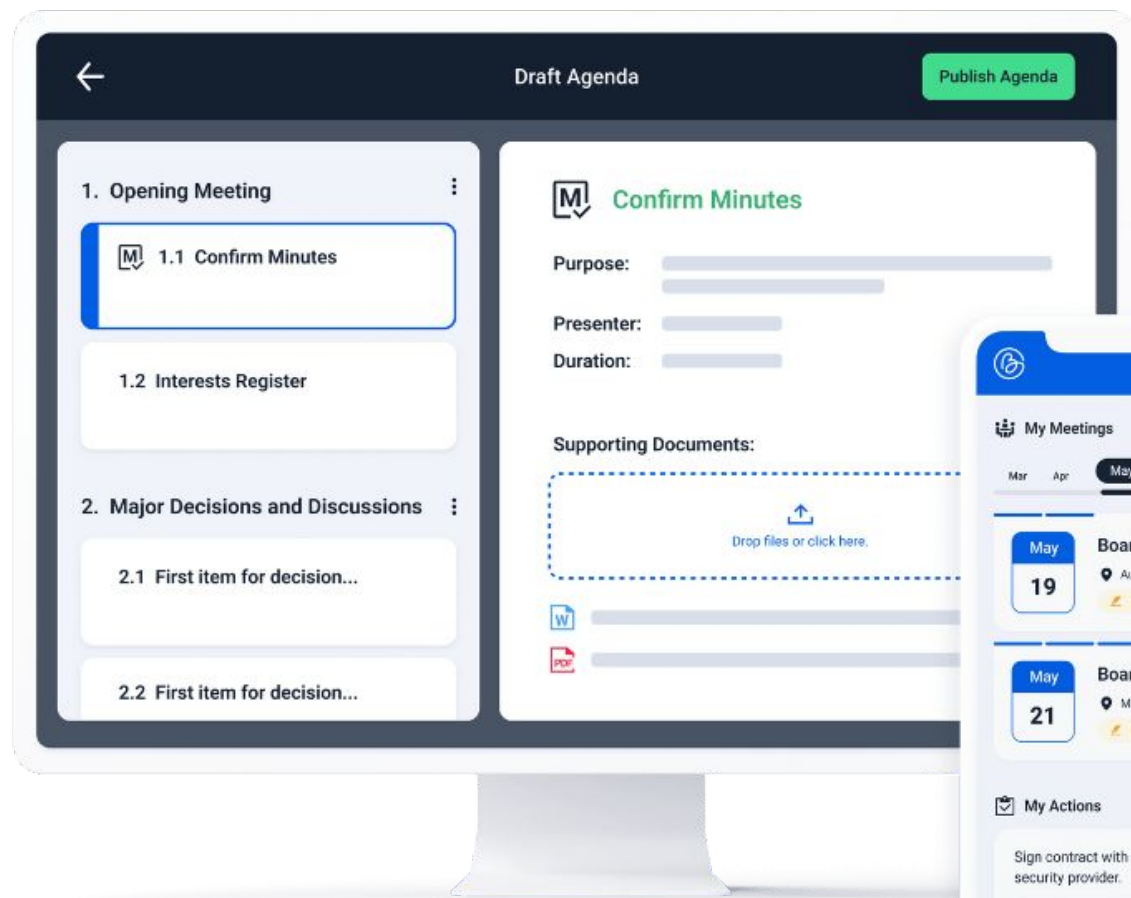 Draft Agenda
Publish Agenda
1. Opening Meeting
M 1.1 Confirm Minutes
1.2 Interests Register
2. Major Decisions and Discussions
2.1 First item for decision...
2.2 First item for decision...
M Confirm Minutes
Purpose:
Presenter:
Duration:
Supporting Documents:
Drop files or click here.
W
PDF
My Meetings
Mar Apr May
May
19
May
21
My Actions
Sign contract with
security provider.